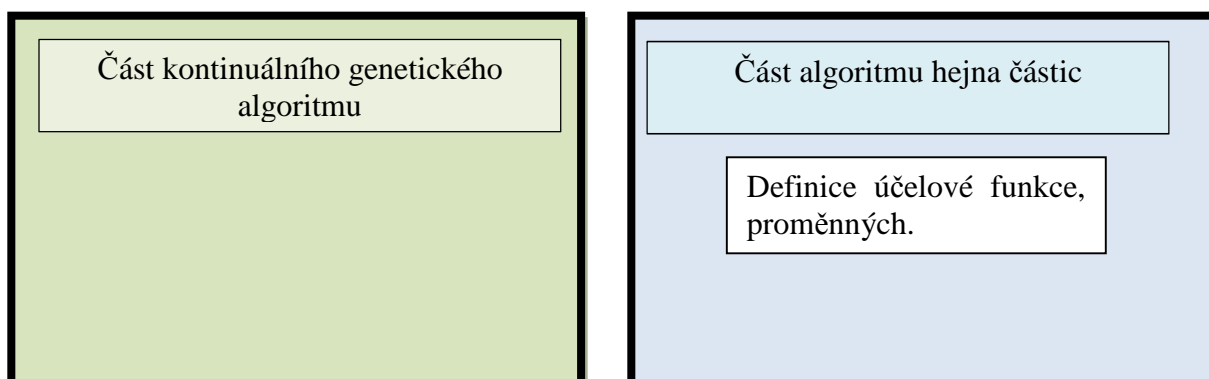 Část kontinuálního genetického
algoritmu
Část algoritmu hejna částic
Definice účelové funkce,
proměnných.